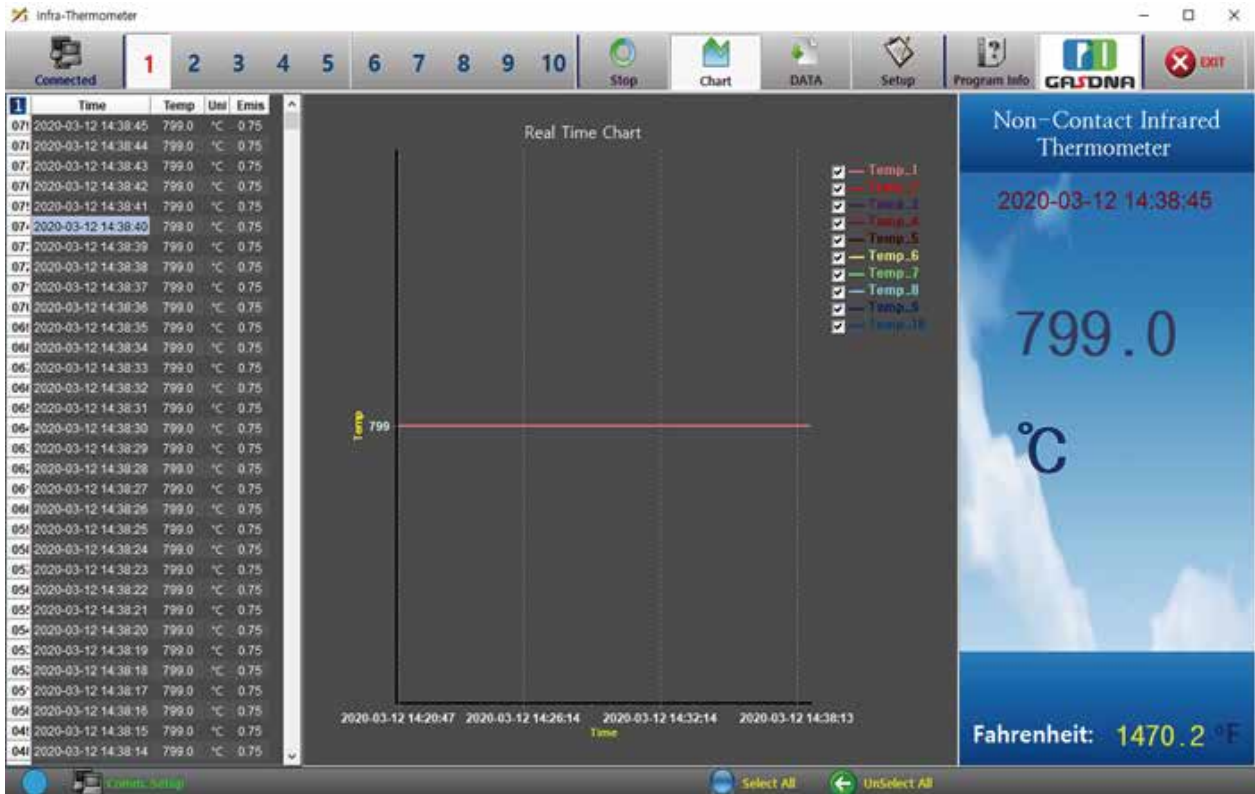 Infra-Thermometer
Connected 1 2 3 4 5 6 7 8 9 10 Stop Chart DATA Setup Program Info GASDNA EXIT
1 Time Temp Uni Emis
2020-03-12 14:38:45 799.0 ℃ 0.75
2020-03-12 14:38:44 799.0 ℃ 0.75
2020-03-12 14:38:43 799.0 ℃ 0.75
2020-03-12 14:38:42 799.0 ℃ 0.75
2020-03-12 14:38:41 799.0 ℃ 0.75
2020-03-12 14:38:40 799.0 ℃ 0.75
2020-03-12 14:38:39 799.0 ℃ 0.75
2020-03-12 14:38:38 799.0 ℃ 0.75
2020-03-12 14:38:37 799.0 ℃ 0.75
2020-03-12 14:38:36 799.0 ℃ 0.75
2020-03-12 14:38:35 799.0 ℃ 0.75
2020-03-12 14:38:34 799.0 ℃ 0.75
2020-03-12 14:38:33 799.0 ℃ 0.75
2020-03-12 14:38:32 799.0 ℃ 0.75
2020-03-12 14:38:31 799.0 ℃ 0.75
2020-03-12 14:38:30 799.0 ℃ 0.75
2020-03-12 14:38:29 799.0 ℃ 0.75
2020-03-12 14:38:28 799.0 ℃ 0.75
2020-03-12 14:38:27 799.0 ℃ 0.75
2020-03-12 14:38:26 799.0 ℃ 0.75
2020-03-12 14:38:25 799.0 ℃ 0.75
2020-03-12 14:38:24 799.0 ℃ 0.75
2020-03-12 14:38:23 799.0 ℃ 0.75
2020-03-12 14:38:22 799.0 ℃ 0.75
2020-03-12 14:38:21 799.0 ℃ 0.75
2020-03-12 14:38:20 799.0 ℃ 0.75
2020-03-12 14:38:19 799.0 ℃ 0.75
2020-03-12 14:38:18 799.0 ℃ 0.75
2020-03-12 14:38:17 799.0 ℃ 0.75
2020-03-12 14:38:16 799.0 ℃ 0.75
2020-03-12 14:38:15 799.0 ℃ 0.75
2020-03-12 14:38:14 799.0 ℃ 0.75
Real Time Chart
Temp_1
Temp_2
Temp_3
Temp_4
Temp_5
Temp_6
Temp_7
Temp_8
Temp_9
Temp_10
Temp 799
2020-03-12 14:20:47 2020-03-12 14:26:14 2020-03-12 14:32:14 2020-03-12 14:38:13
Time
Non-Contact Infrared
Thermometer
2020-03-12 14:38:45
799.0
℃
Fahrenheit: 1470.2 °F
Comm. Setup Select All UnSelect All